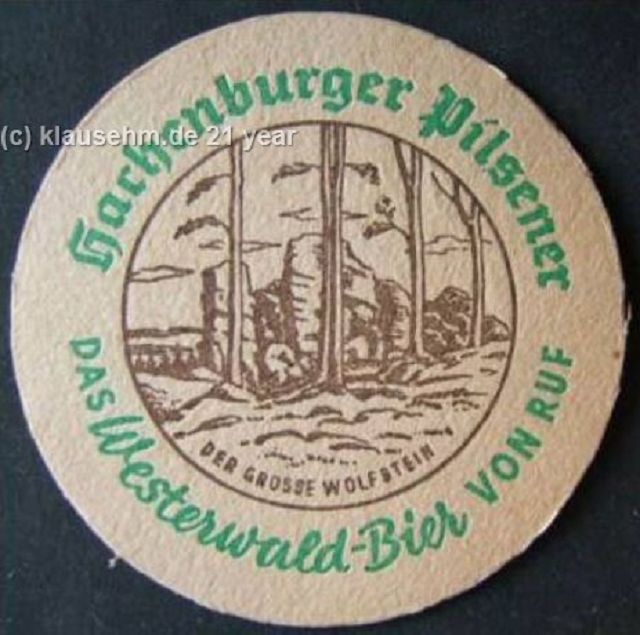 Hachenburger Pilsener
(c) klausehm.de 21 year
DER GROSSE WOLFSTEIN
DAS Westerwald-Bier VON RUF